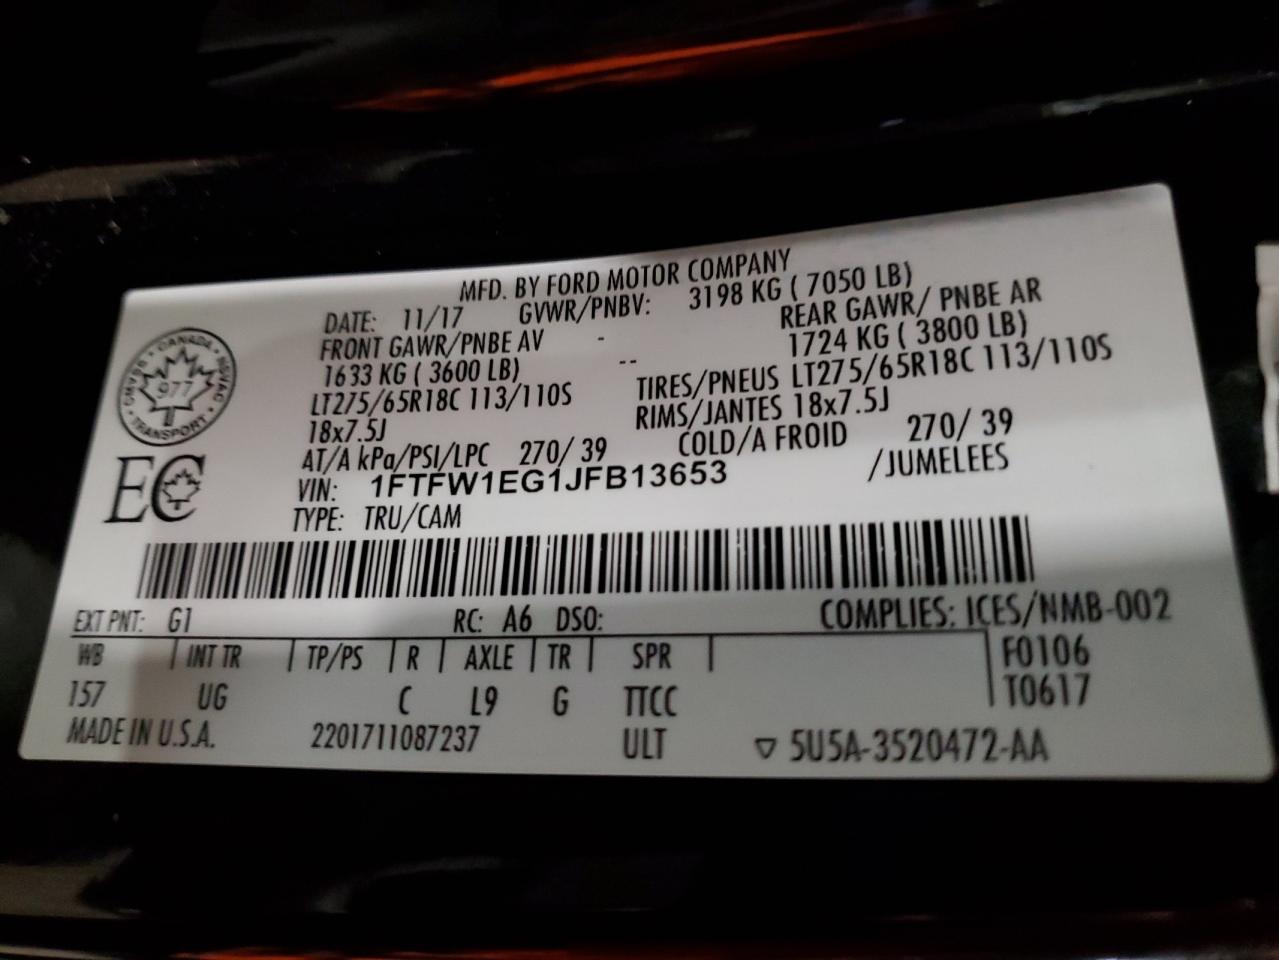 MFD. BY FORD MOTOR COMPANY
DATE: 11/17 GVWR/PNBV: 3198 KG ( 7050 LB)
FRONT GAWR/PNBE AV - REAR GAWR/ PNBE AR
1633 KG ( 3600 LB) -- 1724 KG ( 3800 LB)
LT275/65R18C 113/110S TIRES/PNEUS LT275/65R18C 113/110S
18x7.5J RIMS/JANTES 18x7.5J
AT/A kPa/PSI/LPC 270/ 39 COLD/A FROID 270/ 39
VIN: 1FTFW1EG1JFB13653 /JUMELEES
TYPE: TRU/CAM
CANADA
977
TRANSPORT
EC
EXT PNT: G1 RC: A6 DSO: COMPLIES: ICES/NMB-002
WB | INT TR | TP/PS | R | AXLE | TR | SPR | F0106
157 UG C L9 G TTCC T0617
MADE IN U.S.A. 2201711087237 ULT ▽ 5U5A-3520472-AA